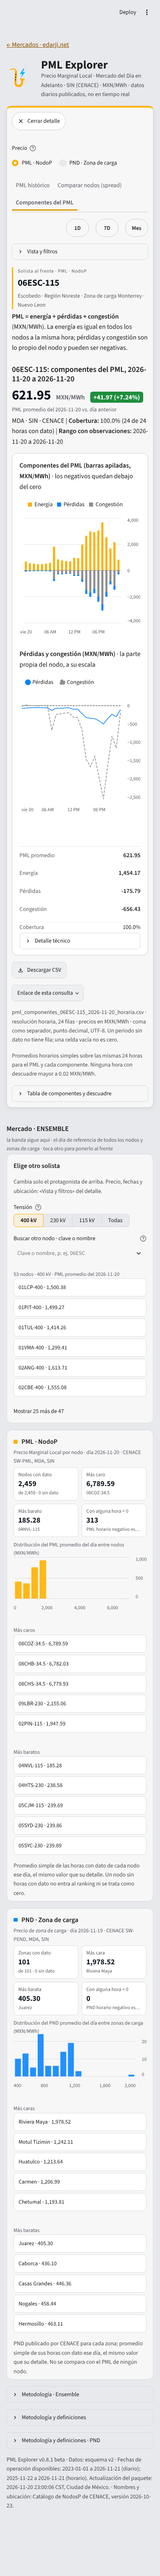 Deploy
← Mercados · edarji.net
PML Explorer
Precio Marginal Local · Mercado del Día en
Adelanto · SIN (CENACE) · MXN/MWh · datos
diarios publicados, no en tiempo real
Cerrar detalle
Precio
PML · NodoP
PND · Zona de carga
PML histórico
Comparar nodos (spread)
Componentes del PML
1D
7D
Mes
Vista y filtros
Solista al frente · PML · NodoP
06ESC-115
Escobedo · Región Noreste · Zona de carga Monterrey ·
Nuevo Leon
PML = energía + pérdidas + congestión
(MXN/MWh). La energía es igual en todos los
nodos a la misma hora; pérdidas y congestión son
lo propio del nodo y pueden ser negativas.
06ESC-115: componentes del PML, 2026-
11-20 a 2026-11-20
621.95 MXN/MWh +41.97 (+7.24%)
PML promedio del 2026-11-20 vs. día anterior
MDA · SIN · CENACE | Cobertura: 100.0% (24 de 24
horas con dato) | Rango con observaciones: 2026-
11-20 a 2026-11-20
Componentes del PML (barras apiladas,
MXN/MWh) · los negativos quedan debajo
del cero
Energía
Pérdidas
Congestión
4,000
2,000
0
−2,000
−4,000
vie 20
06 AM
12 PM
06 PM
Pérdidas y congestión (MXN/MWh) · la parte
propia del nodo, a su escala
Pérdidas
Congestión
0
−500
−1,000
−1,500
−2,000
−2,500
vie 20
06 AM
12 PM
06 PM
PML promedio 621.95
Energía 1,454.17
Pérdidas -175.79
Congestión -656.43
Cobertura 100.0%
Detalle técnico
Descargar CSV
Enlace de esta consulta
pml_componentes_06ESC-115_2026-11-20_horaria.csv ·
resolución horaria, 24 filas · precios en MXN/MWh · coma
como separador, punto decimal, UTF-8. Un periodo sin
dato no tiene fila; una celda vacía no es cero.
Promedios horarios simples sobre las mismas 24 horas
para el PML y cada componente. Ninguna hora con
descuadre mayor a 0.02 MXN/MWh.
Tabla de componentes y descuadre
Mercado · ENSEMBLE
la banda sigue aquí · el día de referencia de todos los nodos y
zonas de carga · toca otro para ponerlo al frente
Elige otro solista
Cambia solo el protagonista de arriba. Precio, fechas y
ubicación: «Vista y filtros» del detalle.
Tensión
400 kV
230 kV
115 kV
Todas
Buscar otro nodo · clave o nombre
Clave o nombre, p. ej. 06ESC
53 nodos · 400 kV · PML promedio del 2026-11-20
01LCP-400 · 1,500.38
01PIT-400 · 1,499.27
01TUL-400 · 1,414.26
01VMA-400 · 1,299.41
02ANG-400 · 1,613.71
02CBE-400 · 1,555.08
Mostrar 25 más de 47
PML · NodoP
Precio Marginal Local por nodo · día 2026-11-20 · CENACE
SW-PML, MDA, SIN
Nodos con dato
2,459
de 2,459 · 0 sin dato
Más caro
6,789.59
08COZ-34.5
Más barato
185.28
04NVL-115
Con alguna hora < 0
313
PML horario negativo es…
Distribución del PML promedio del día entre nodos
(MXN/MWh)
1,000
500
0
0
2,000
4,000
6,000
Más caros
08COZ-34.5 · 6,789.59
08CHB-34.5 · 6,782.03
08CHS-34.5 · 6,779.93
09LBR-230 · 2,155.06
02PIN-115 · 1,947.59
Más baratos
04NVL-115 · 185.28
04HTS-230 · 238.58
05CJM-115 · 239.69
05SYD-230 · 239.86
05SYC-230 · 239.89
Promedio simple de las horas con dato de cada nodo
ese día, el mismo valor que su detalle. Un nodo sin
horas con dato no entra al ranking ni se trata como
cero.
PND · Zona de carga
Precio de zona de carga · día 2026-11-19 · CENACE SW-
PEND, MDA, SIN
Zonas con dato
101
de 101 · 0 sin dato
Más cara
1,978.52
Riviera Maya
Más barata
405.30
Juarez
Con alguna hora < 0
0
PND horario negativo es…
Distribución del PND promedio del día entre zonas de carga
(MXN/MWh)
20
10
0
400
800
1,200
1,600
2,000
Más caras
Riviera Maya · 1,978.52
Motul Tizimin · 1,242.11
Huatulco · 1,213.64
Carmen · 1,206.99
Chetumal · 1,193.81
Más baratas
Juarez · 405.30
Caborca · 436.10
Casas Grandes · 446.36
Nogales · 458.44
Hermosillo · 463.11
PND publicado por CENACE para cada zona; promedio
simple de sus horas con dato ese día, el mismo valor
que su detalle. No se compara con el PML de ningún
nodo.
Metodología · Ensemble
Metodología y definiciones
Metodología y definiciones · PND
PML Explorer v0.8.1 beta · Datos: esquema v2 · Fechas de
operación disponibles: 2023-01-01 a 2026-11-21 (diario);
2025-11-22 a 2026-11-21 (horario). Actualización del paquete:
2026-11-20 23:00:06 CST, Ciudad de México. · Nombres y
ubicación: Catálogo de NodosP de CENACE, versión 2026-10-
23.